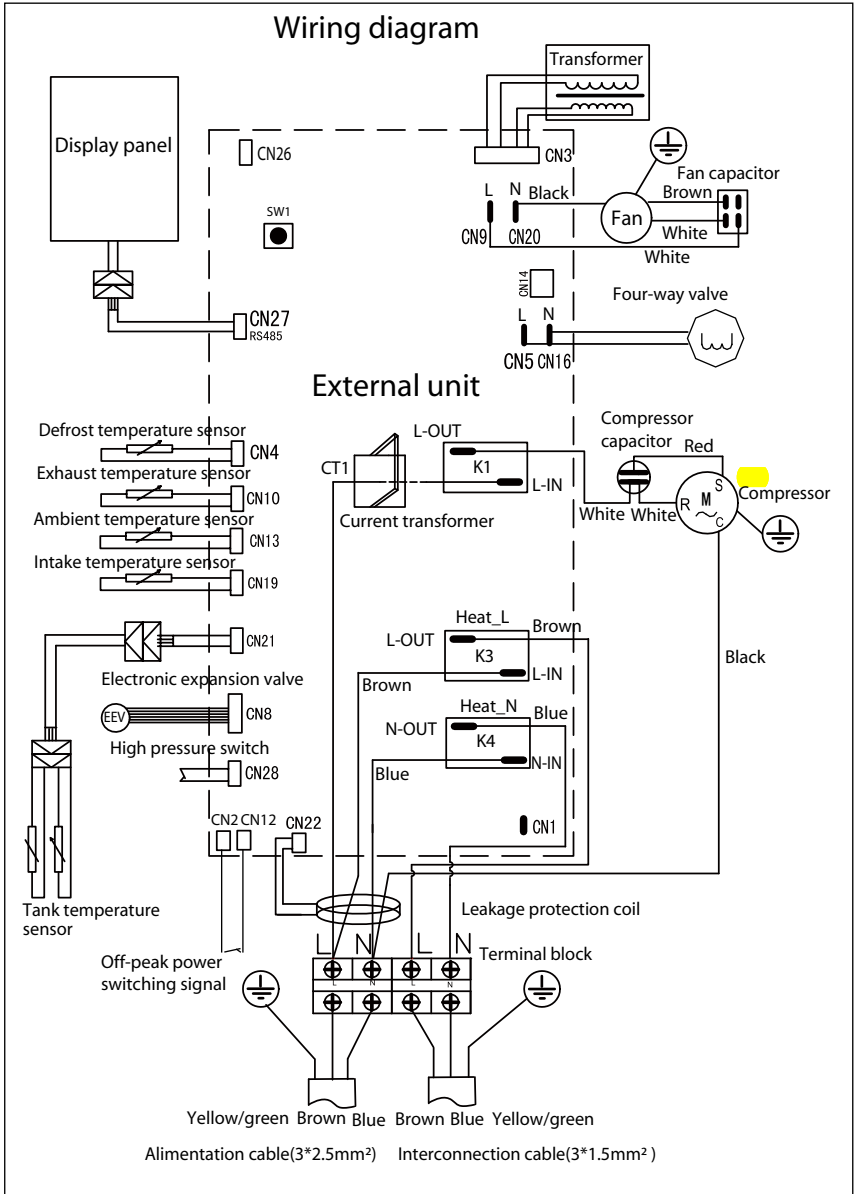 Wiring diagram
Transformer
Display panel
CN26
CN3
SW1
Fan capacitor
L N
Black
Brown
Fan
CN9 CN20
White
White
CN14
Four-way valve
CN27
RS485
L N
CN5 CN16
External unit
Defrost temperature sensor
CN4
L-OUT
Compressor
capacitor
Red
CT1
K1
Exhaust temperature sensor
CN10
L-IN
S
R M
C
Compressor
Ambient temperature sensor
CN13
Current transformer
White White
Intake temperature sensor
CN19
Heat_L
Brown
CN21
L-OUT
K3
L-IN
Black
Electronic expansion valve
Brown
EEV
CN8
Heat_N
Blue
N-OUT
K4
N-IN
High pressure switch
CN28
Blue
CN2 CN12 CN22
CN1
Tank temperature
sensor
Leakage protection coil
L N L N
Terminal block
Off-peak power
switching signal
L N L N
Yellow/green Brown Blue Brown Blue Yellow/green
Alimentation cable(3*2.5mm²) Interconnection cable(3*1.5mm² )